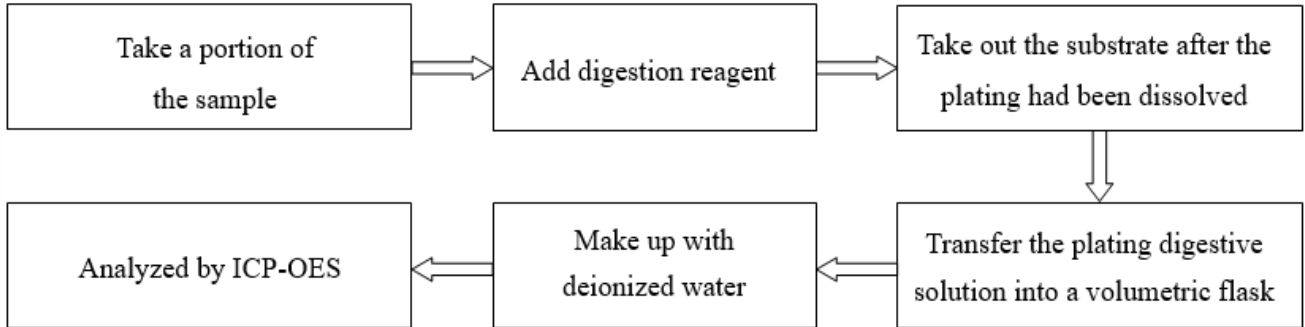 Take a portion of
the sample
Add digestion reagent
Take out the substrate after the
plating had been dissolved
Transfer the plating digestive
solution into a volumetric flask
Make up with
deionized water
Analyzed by ICP-OES